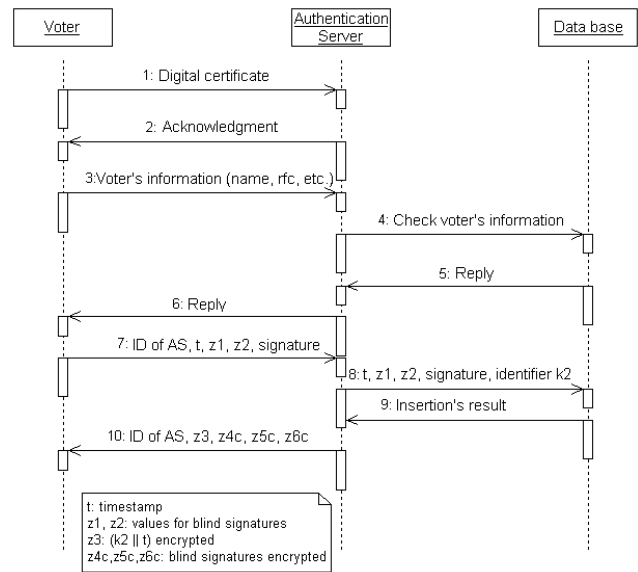 Voter
Authentication
Server
Data base
1: Digital certificate
2: Acknowledgment
3:Voter's information (name, rfc, etc.)
4: Check voter's information
5: Reply
6: Reply
7: ID of AS, t, z1, z2, signature
8: t, z1, z2, signature, identifier k2
9: Insertion's result
10: ID of AS, z3, z4c, z5c, z6c
t: timestamp
z1, z2: values for blind signatures
z3: (k2 || t) encrypted
z4c,z5c,z6c: blind signatures encrypted